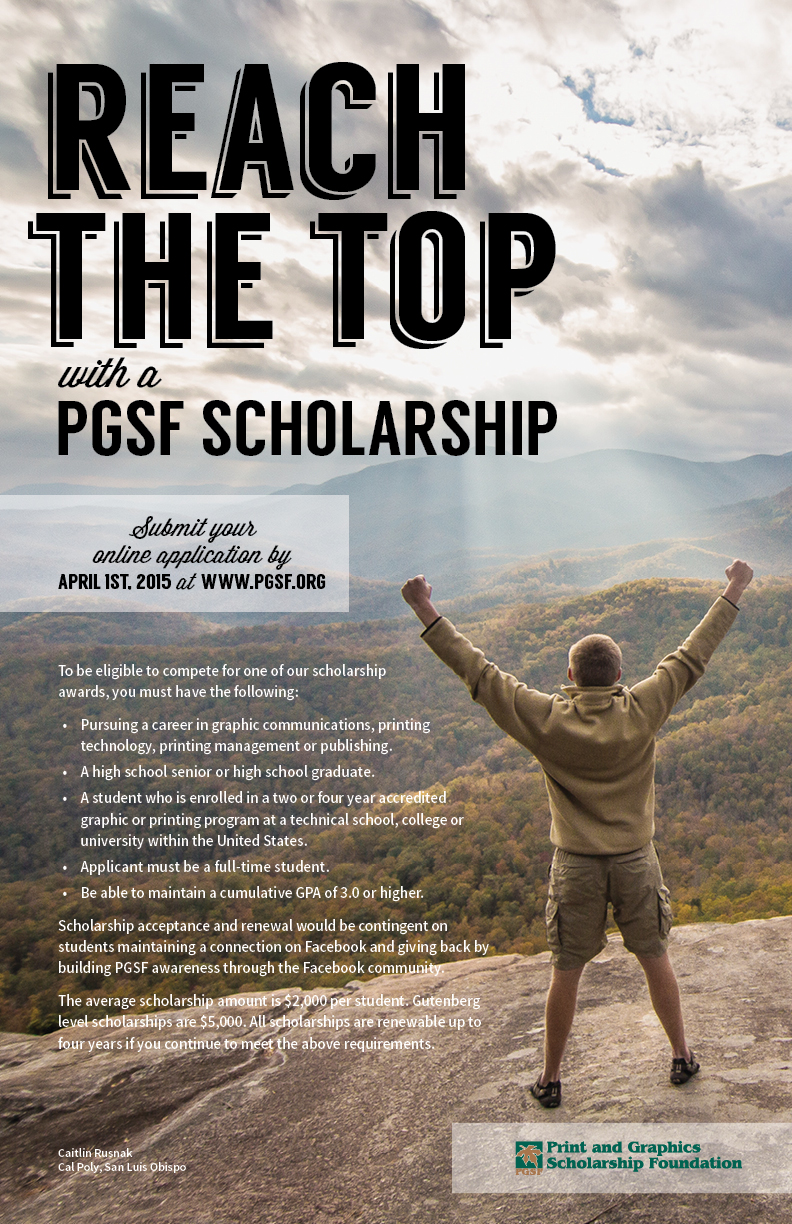 REACH
THE TOP
with a
PGSF SCHOLARSHIP
Submit your
online application by
APRIL 1ST, 2015 at WWW.PGSF.ORG
To be eligible to compete for one of our scholarship
awards, you must have the following:
• Pursuing a career in graphic communications, printing
technology, printing management or publishing.
• A high school senior or high school graduate.
• A student who is enrolled in a two or four year accredited
graphic or printing program at a technical school, college or
university within the United States.
• Applicant must be a full-time student.
• Be able to maintain a cumulative GPA of 3.0 or higher.
Scholarship acceptance and renewal would be contingent on
students maintaining a connection on Facebook and giving back by
building PGSF awareness through the Facebook community.
The average scholarship amount is $2,000 per student. Gutenberg
level scholarships are $5,000. All scholarships are renewable up to
four years if you continue to meet the above requirements.
Caitlin Rusnak
Cal Poly, San Luis Obispo
PGSF
Print and Graphics
Scholarship Foundation